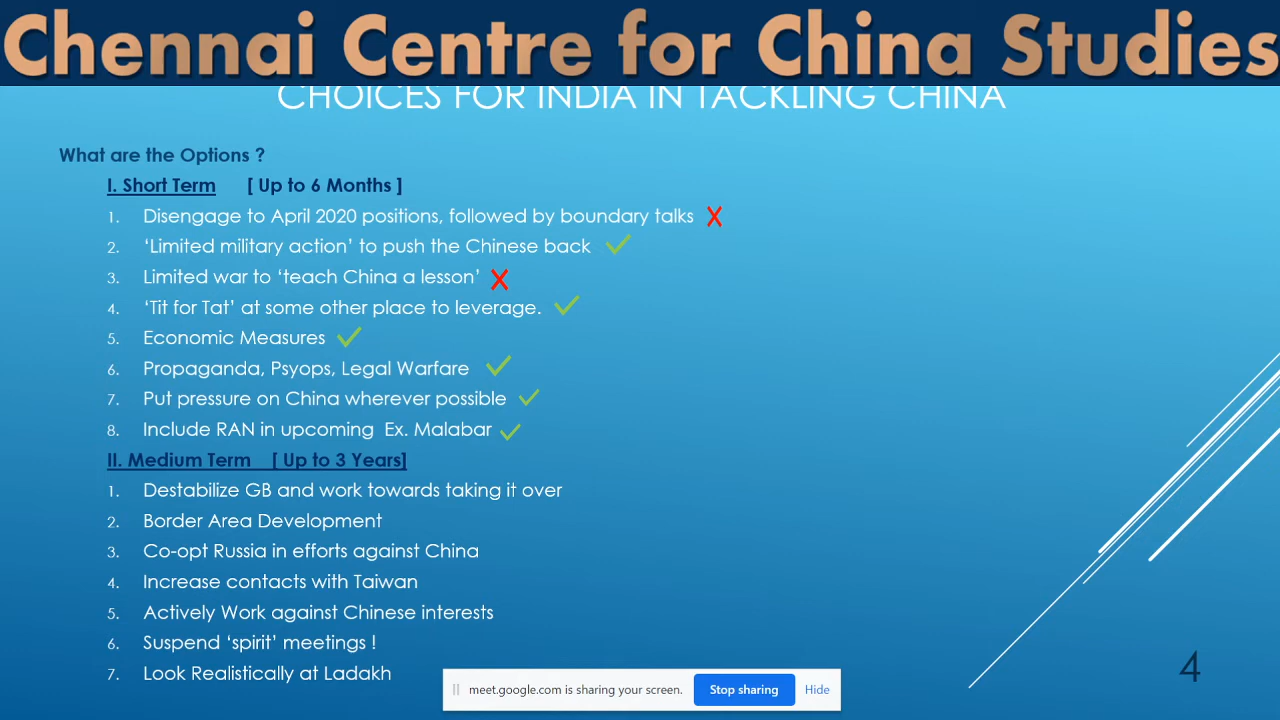 Chennai Centre for China Studies
CHOICES FOR INDIA IN TACKLING CHINA
What are the Options ?
I. Short Term [ Up to 6 Months ]
1. Disengage to April 2020 positions, followed by boundary talks
2. ‘Limited military action’ to push the Chinese back
3. Limited war to ‘teach China a lesson’
4. ‘Tit for Tat’ at some other place to leverage.
5. Economic Measures
6. Propaganda, Psyops, Legal Warfare
7. Put pressure on China wherever possible
8. Include RAN in upcoming Ex. Malabar
II. Medium Term [ Up to 3 Years]
1. Destabilize GB and work towards taking it over
2. Border Area Development
3. Co-opt Russia in efforts against China
4. Increase contacts with Taiwan
5. Actively Work against Chinese interests
6. Suspend ‘spirit’ meetings !
7. Look Realistically at Ladakh
4
meet.google.com is sharing your screen. Stop sharing Hide